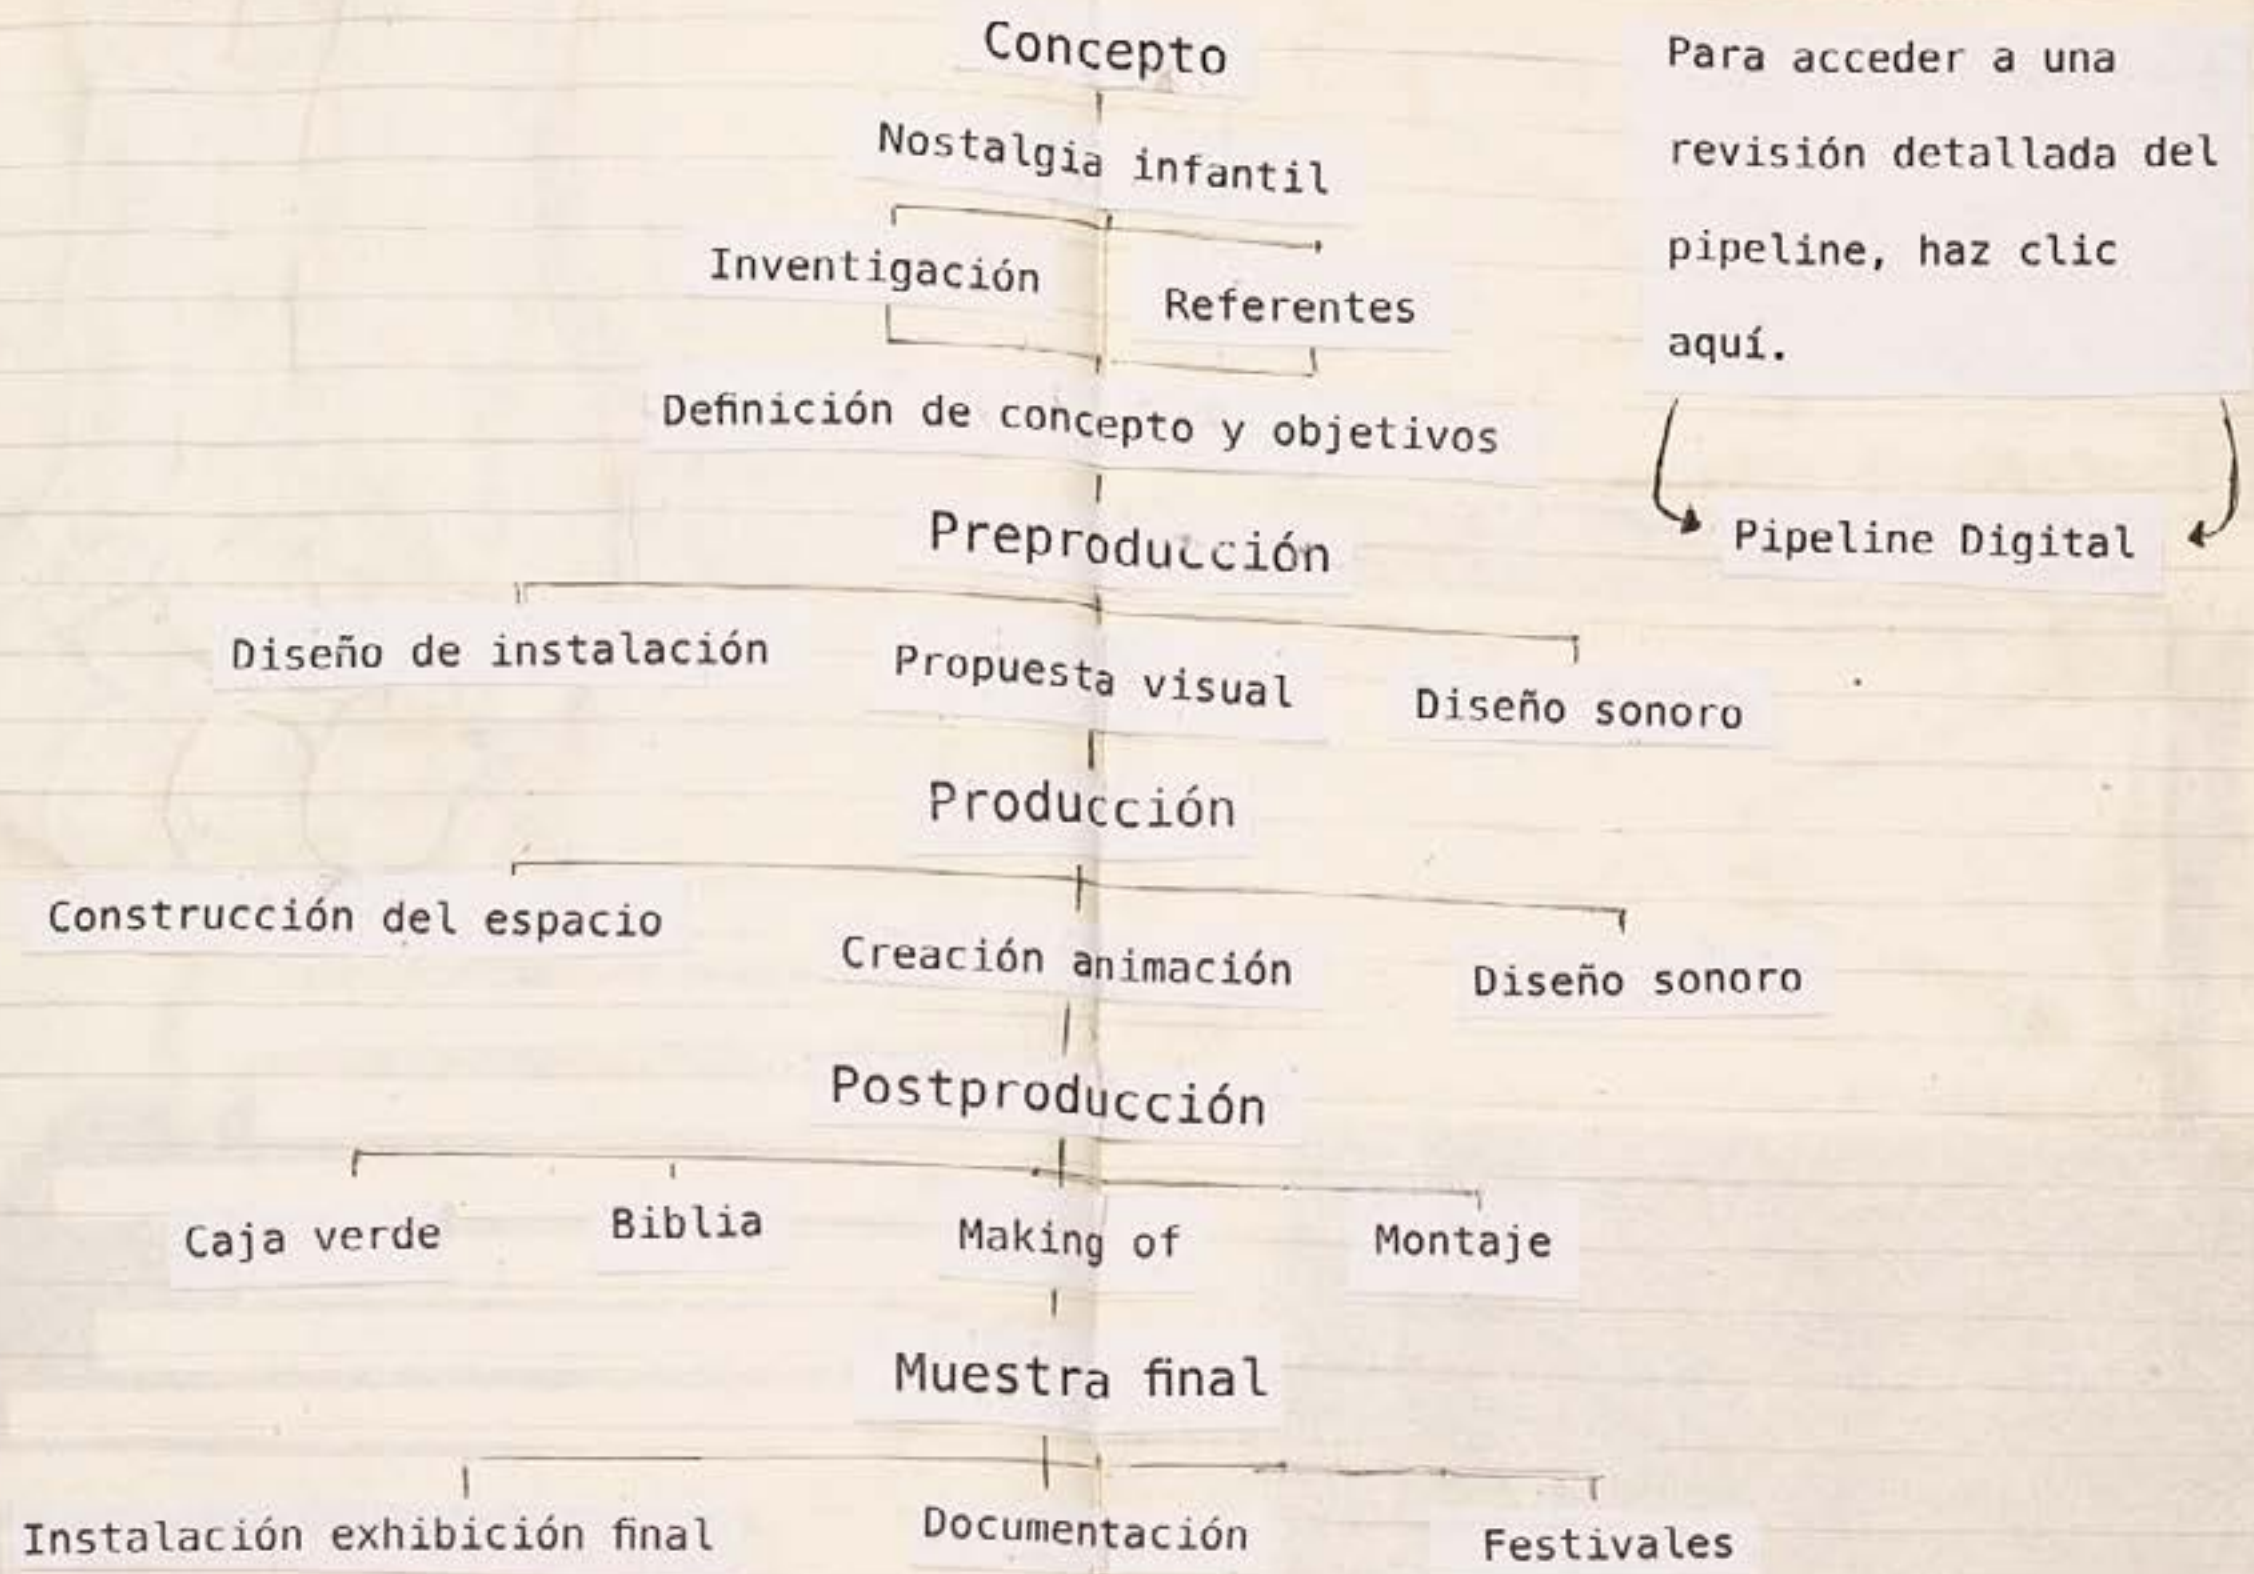 Concepto
Nostalgia infantil
Inventigación
Referentes
Definición de concepto y objetivos
Preproducción
Diseño de instalación
Propuesta visual
Diseño sonoro
Producción
Construcción del espacio
Creación animación
Diseño sonoro
Postproducción
Caja verde
Biblia
Making of
Montaje
Muestra final
Instalación exhibición final
Documentación
Festivales
Para acceder a una
revisión detallada del
pipeline, haz clic
aquí.
Pipeline Digital